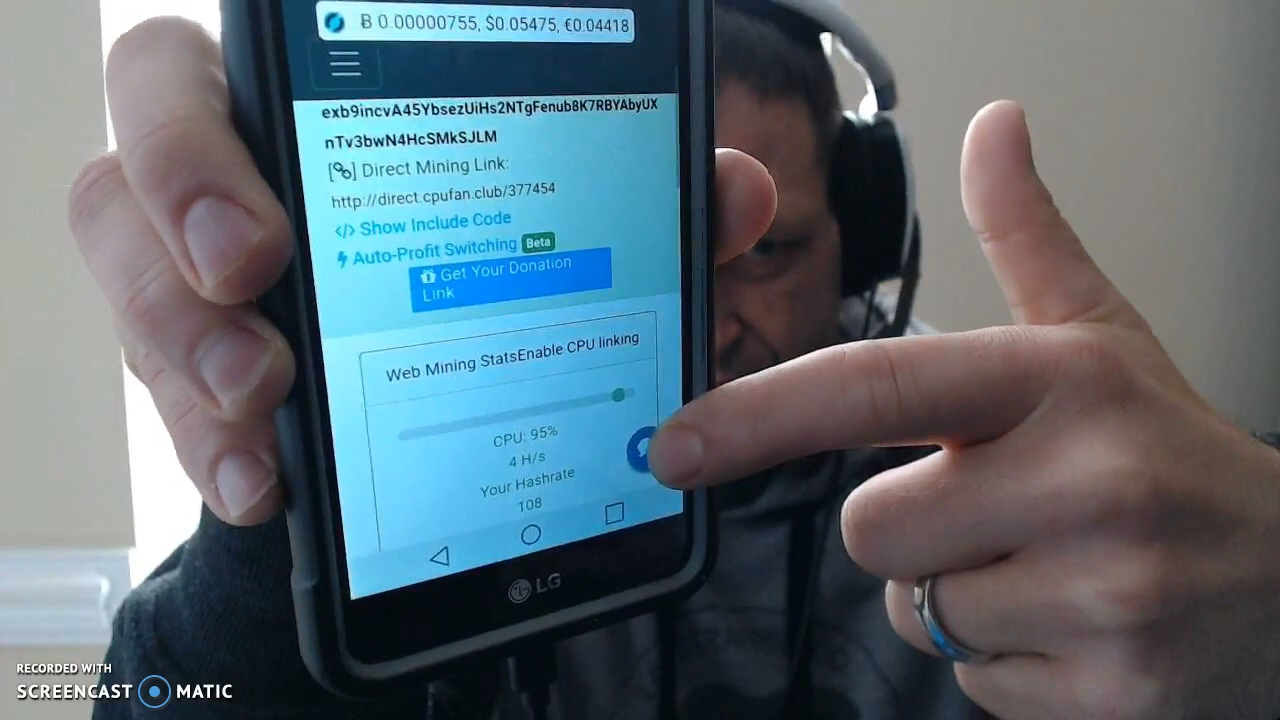 Ƀ 0.00000755, $0.05475, €0.04418
exb9incvA45YbsezUiHs2NTgFenub8K7RBYAbyUX
nTv3bwN4HcSMkSJLM
[] Direct Mining Link:
http://direct.cpufan.club/377454
</> Show Include Code
Auto-Profit Switching Beta
Get Your Donation
Link
Web Mining StatsEnable CPU linking
CPU: 95%
4 H/s
Your Hashrate
108
LG
RECORDED WITH
SCREENCAST MATIC